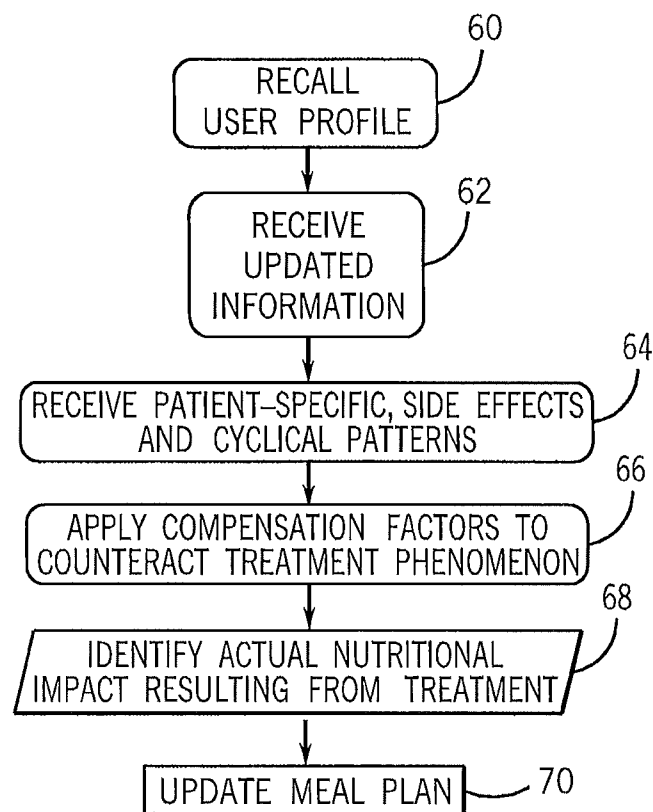 60
RECALL
USER PROFILE
62
RECEIVE
UPDATED
INFORMATION
64
RECEIVE PATIENT-SPECIFIC, SIDE EFFECTS
AND CYCLICAL PATTERNS
66
APPLY COMPENSATION FACTORS TO
COUNTERACT TREATMENT PHENOMENON
68
IDENTIFY ACTUAL NUTRITIONAL
IMPACT RESULTING FROM TREATMENT
UPDATE MEAL PLAN
70